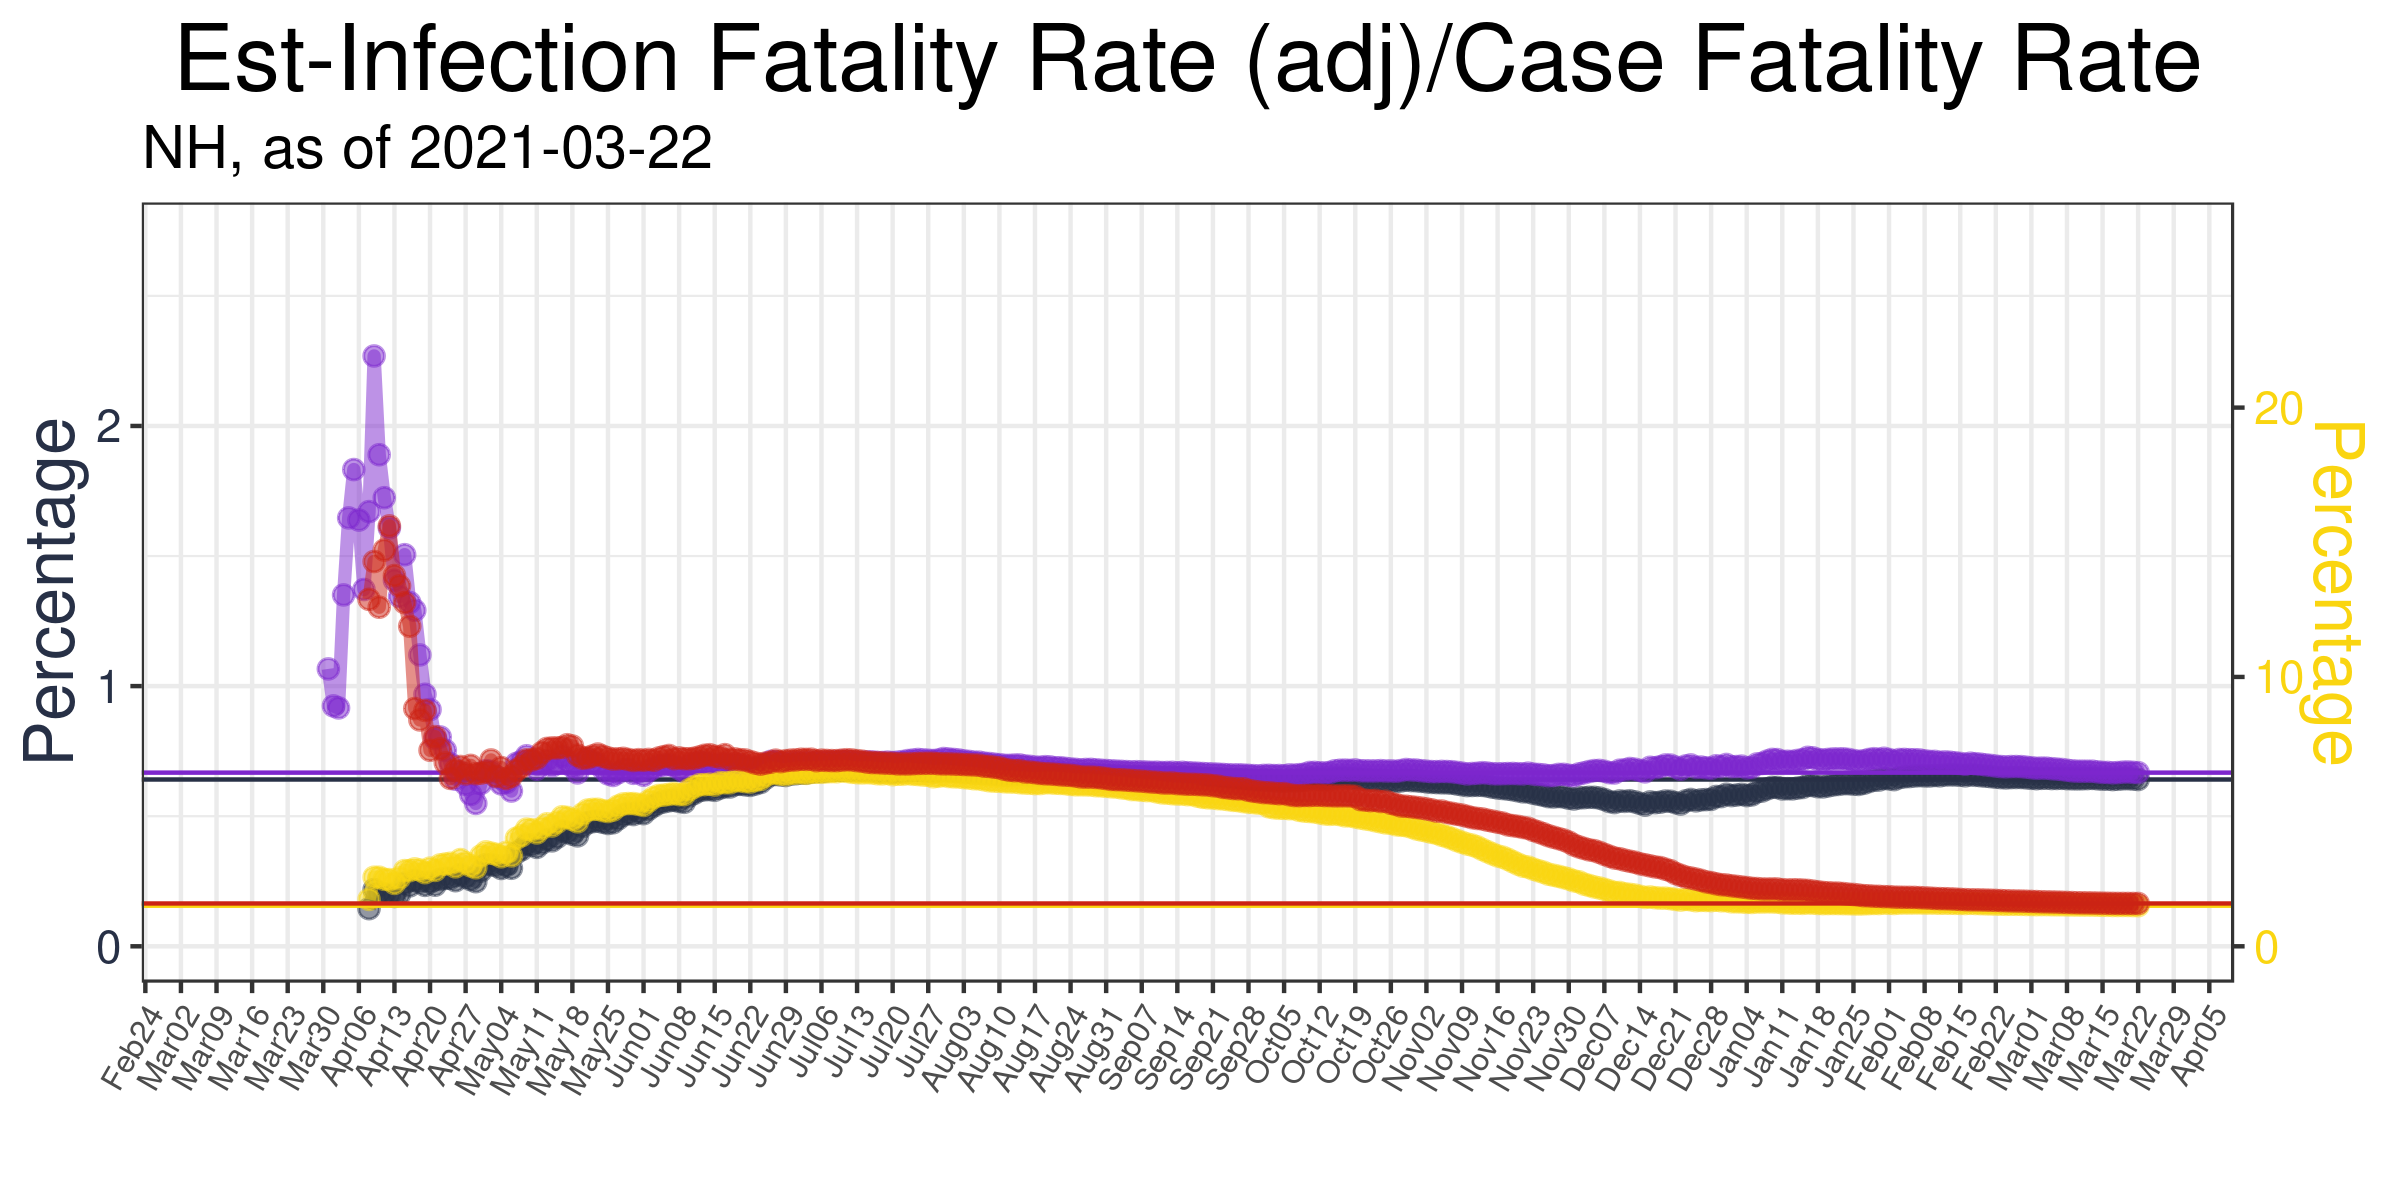 Est-Infection Fatality Rate (adj)/Case Fatality Rate
NH, as of 2021-03-22
Percentage
2
1
0
20
10
0
Percentage
Feb24
Mar02
Mar09
Mar16
Mar23
Mar30
Apr06
Apr13
Apr20
Apr27
May04
May11
May18
May25
Jun01
Jun08
Jun15
Jun22
Jun29
Jul06
Jul13
Jul20
Jul27
Aug03
Aug10
Aug17
Aug24
Aug31
Sep07
Sep14
Sep21
Sep28
Oct05
Oct12
Oct19
Oct26
Nov02
Nov09
Nov16
Nov23
Nov30
Dec07
Dec14
Dec21
Dec28
Jan04
Jan11
Jan18
Jan25
Feb01
Feb08
Feb15
Feb22
Mar01
Mar08
Mar15
Mar22
Mar29
Apr05